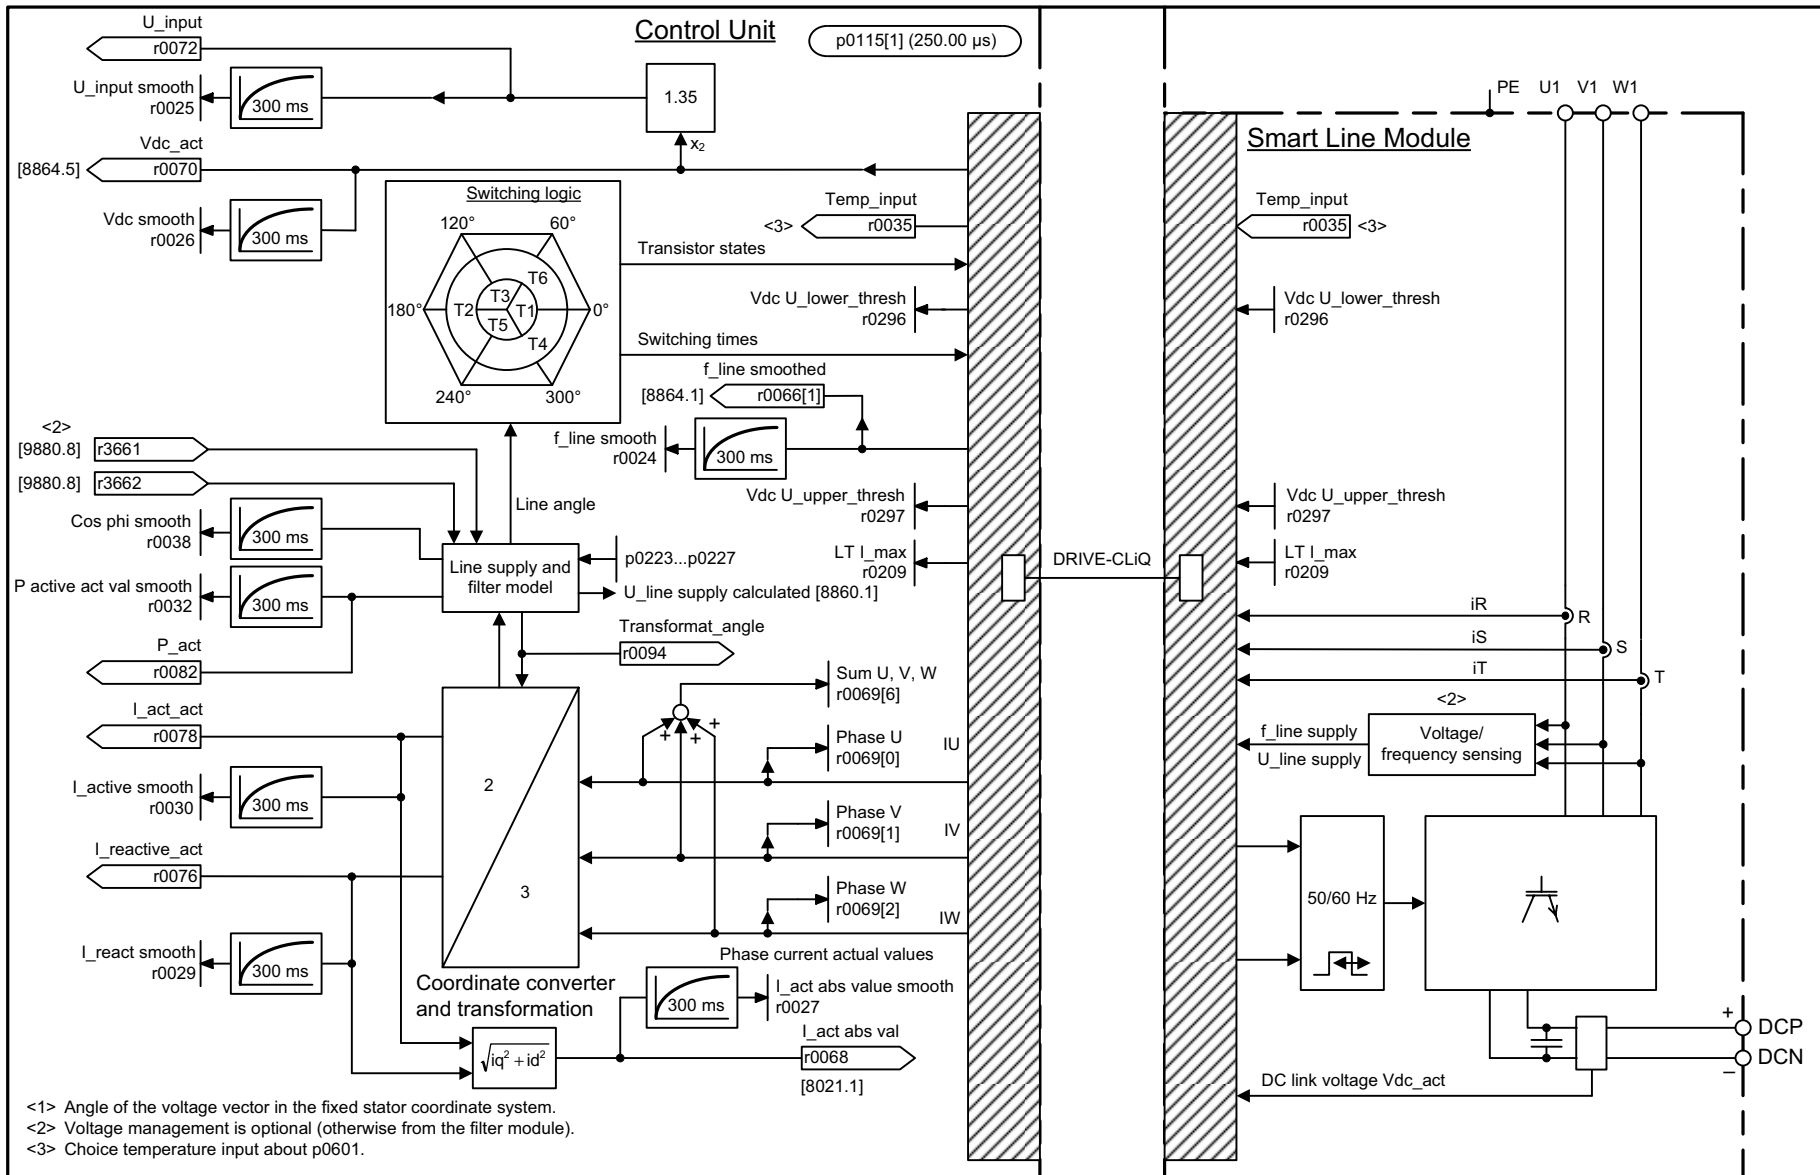 Control Unit
p0115[1] (250.00 µs)
U_input
r0072
U_input smooth
r0025
300 ms
1.35
x2
Vdc_act
[8864.5]
r0070
Vdc smooth
r0026
300 ms
Switching logic
120°
60°
180°
0°
240°
300°
T6
T3
T2
T1
T5
T4
Transistor states
Switching times
Temp_input
<3>
r0035
Vdc U_lower_thresh
r0296
f_line smoothed
[8864.1]
r0066[1]
f_line smooth
r0024
300 ms
Vdc U_upper_thresh
r0297
LT I_max
r0209
<2>
[9880.8]
r3661
[9880.8]
r3662
Line angle
Cos phi smooth
r0038
300 ms
Line supply and
filter model
p0223...p0227
U_line supply calculated [8860.1]
P active act val smooth
r0032
300 ms
P_act
r0082
Transformat_angle
r0094
I_act_act
r0078
I_active smooth
r0030
300 ms
I_reactive_act
r0076
I_react smooth
r0029
300 ms
2
3
Coordinate converter
and transformation
Sum U, V, W
r0069[6]
+
+
+
Phase U
r0069[0]
IU
Phase V
r0069[1]
IV
Phase W
r0069[2]
IW
Phase current actual values
300 ms
I_act abs value smooth
r0027
√iq² + id²
I_act abs val
r0068
[8021.1]
<1> Angle of the voltage vector in the fixed stator coordinate system.
<2> Voltage management is optional (otherwise from the filter module).
<3> Choice temperature input about p0601.
DRIVE-CLiQ
Smart Line Module
PE
U1
V1
W1
Temp_input
r0035
<3>
Vdc U_lower_thresh
r0296
Vdc U_upper_thresh
r0297
LT I_max
r0209
iR
R
iS
S
iT
T
<2>
f_line supply
U_line supply
Voltage/
frequency sensing
50/60 Hz
+
DCP
DCN
−
DC link voltage Vdc_act